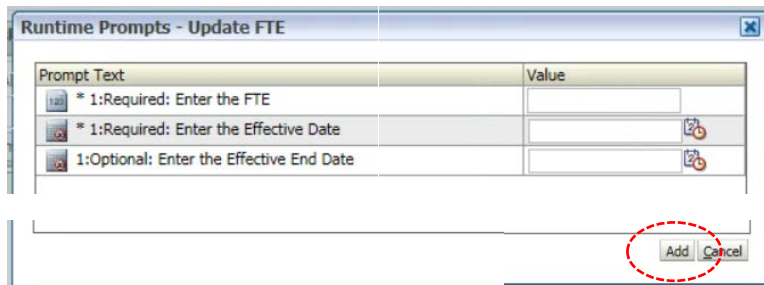 Runtime Prompts - Update FTE
Prompt Text Value
123 * 1:Required: Enter the FTE
* 1:Required: Enter the Effective Date
1:Optional: Enter the Effective End Date
Add Cancel